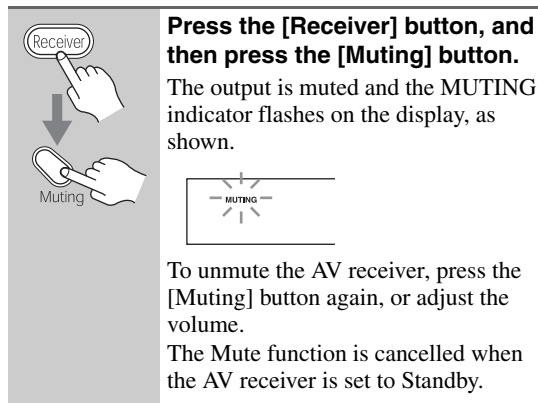 Receiver
Muting
Press the [Receiver] button, and
then press the [Muting] button.
The output is muted and the MUTING
indicator flashes on the display, as
shown.
MUTING
To unmute the AV receiver, press the
[Muting] button again, or adjust the
volume.
The Mute function is cancelled when
the AV receiver is set to Standby.